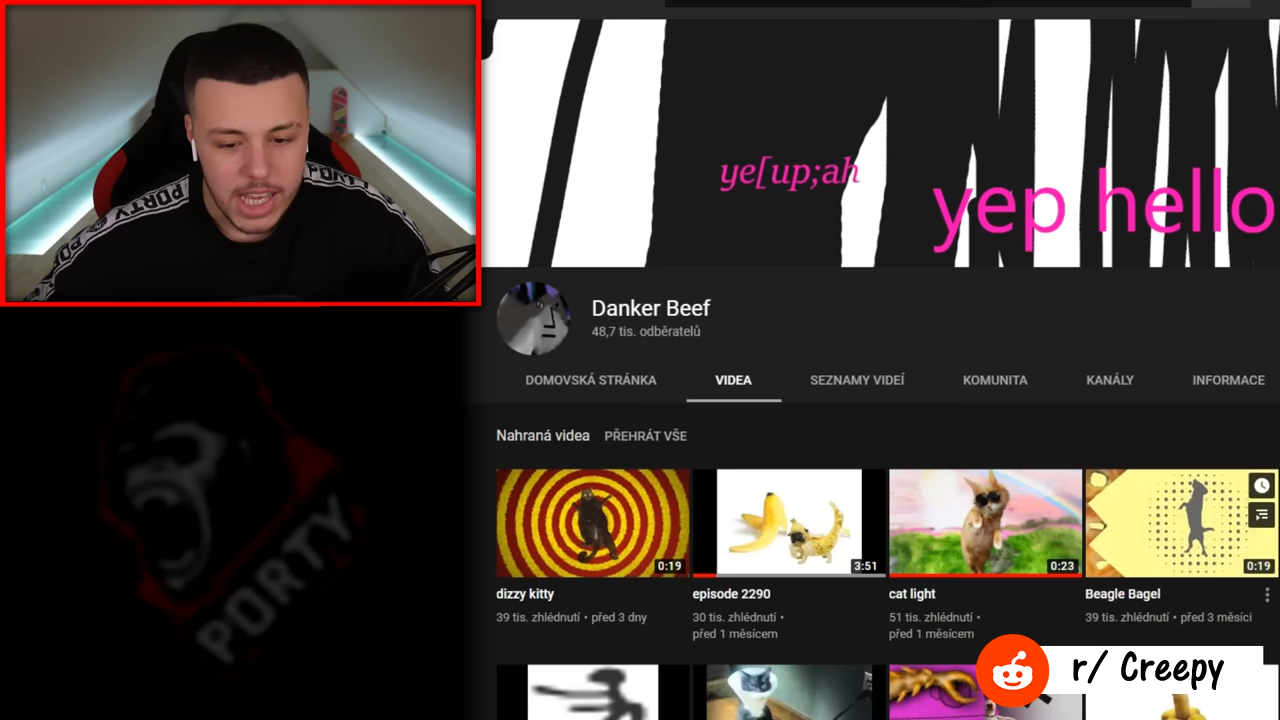 PORTY
PORTY
ye[up;ah
yep hello
Danker Beef
48,7 tis. odběratelů
DOMOVSKÁ STRÁNKA
VIDEA
SEZNAMY VIDEÍ
KOMUNITA
KANÁLY
INFORMACE
Nahraná videa
PŘEHRÁT VŠE
0:19
3:51
0:23
0:19
dizzy kitty
episode 2290
cat light
Beagle Bagel
39 tis. zhlédnutí • před 3 dny
30 tis. zhlédnutí •
před 1 měsícem
51 tis. zhlédnutí •
před 1 měsícem
39 tis. zhlédnutí • před 3 měsíci
r/ Creepy